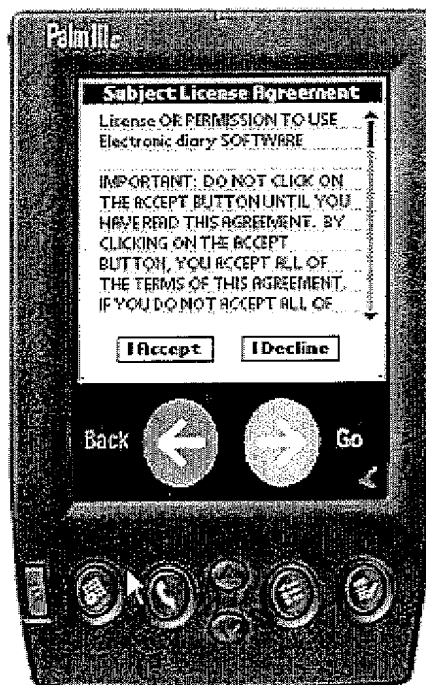 Palm IIIe
Subject License Agreement
License OR PERMISSION TO USE
Electronic diary SOFTWARE
IMPORTANT: DO NOT CLICK ON
THE ACCEPT BUTTON UNTIL YOU
HAVE READ THIS AGREEMENT. BY
CLICKING ON THE ACCEPT
BUTTON, YOU ACCEPT ALL OF
THE TERMS OF THIS AGREEMENT.
IF YOU DO NOT ACCEPT ALL OF
I Accept I Decline
Back Go